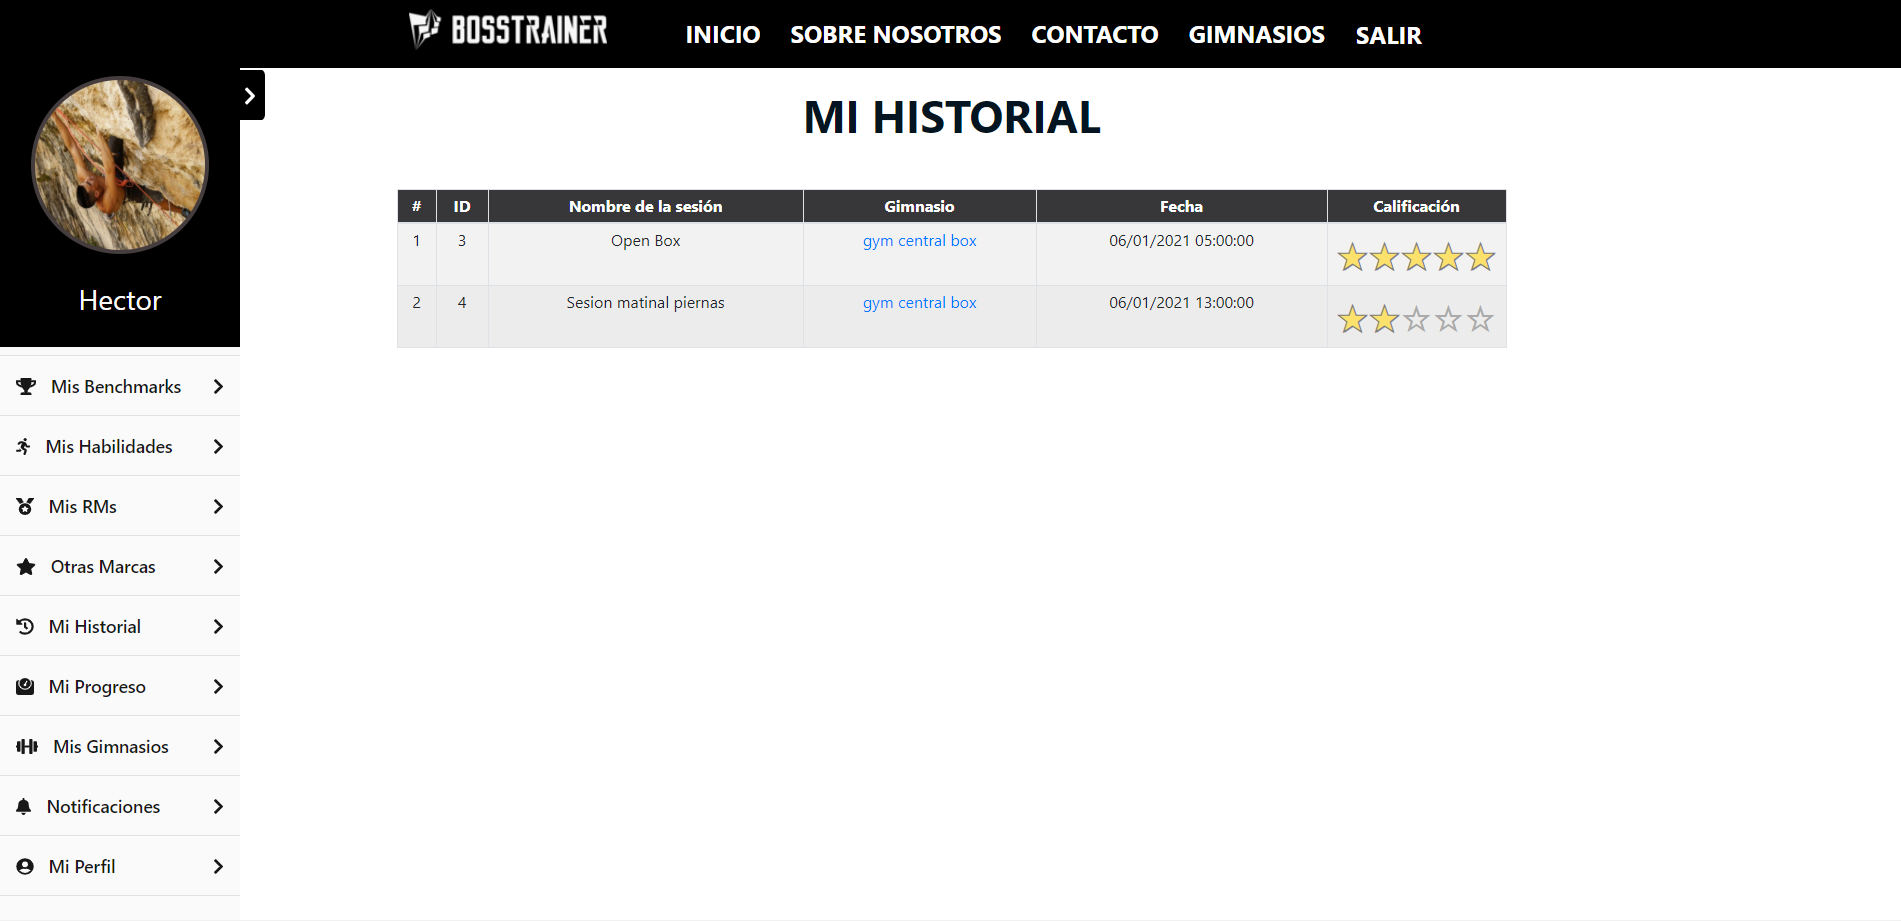 BOSSTRAINER
INICIO SOBRE NOSOTROS CONTACTO GIMNASIOS SALIR
Hector
Mis Benchmarks
Mis Habilidades
Mis RMs
Otras Marcas
Mi Historial
Mi Progreso
Mis Gimnasios
Notificaciones
Mi Perfil
MI HISTORIAL
# ID Nombre de la sesión Gimnasio Fecha Calificación
1 3 Open Box gym central box 06/01/2021 05:00:00
2 4 Sesion matinal piernas gym central box 06/01/2021 13:00:00